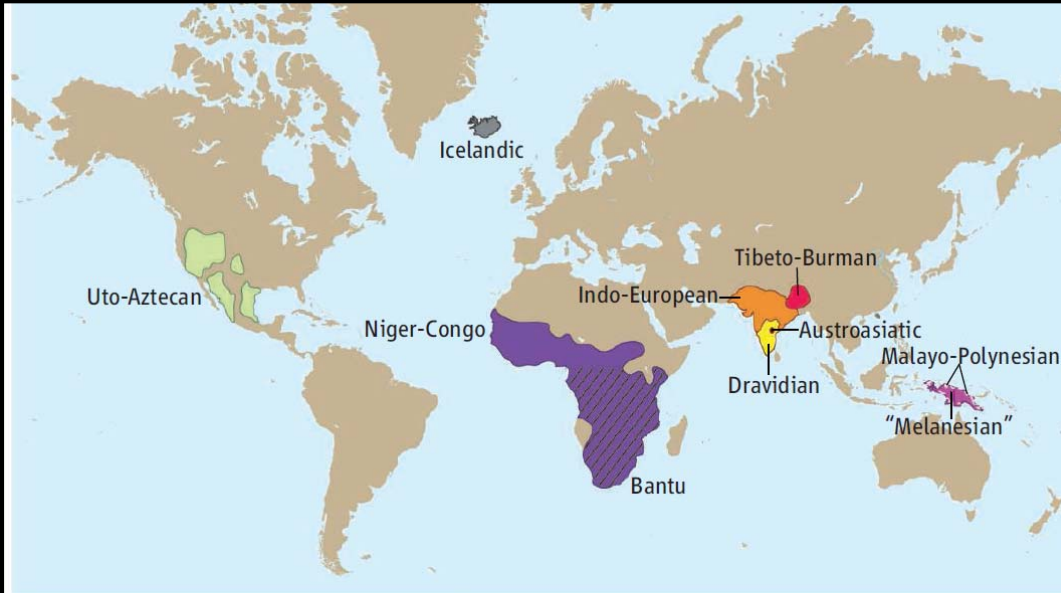 Icelandic
Tibeto-Burman
Uto-Aztecan
Indo-European
Niger-Congo
Austroasiatic
Malayo-Polynesian
Dravidian
"Melanesian"
Bantu